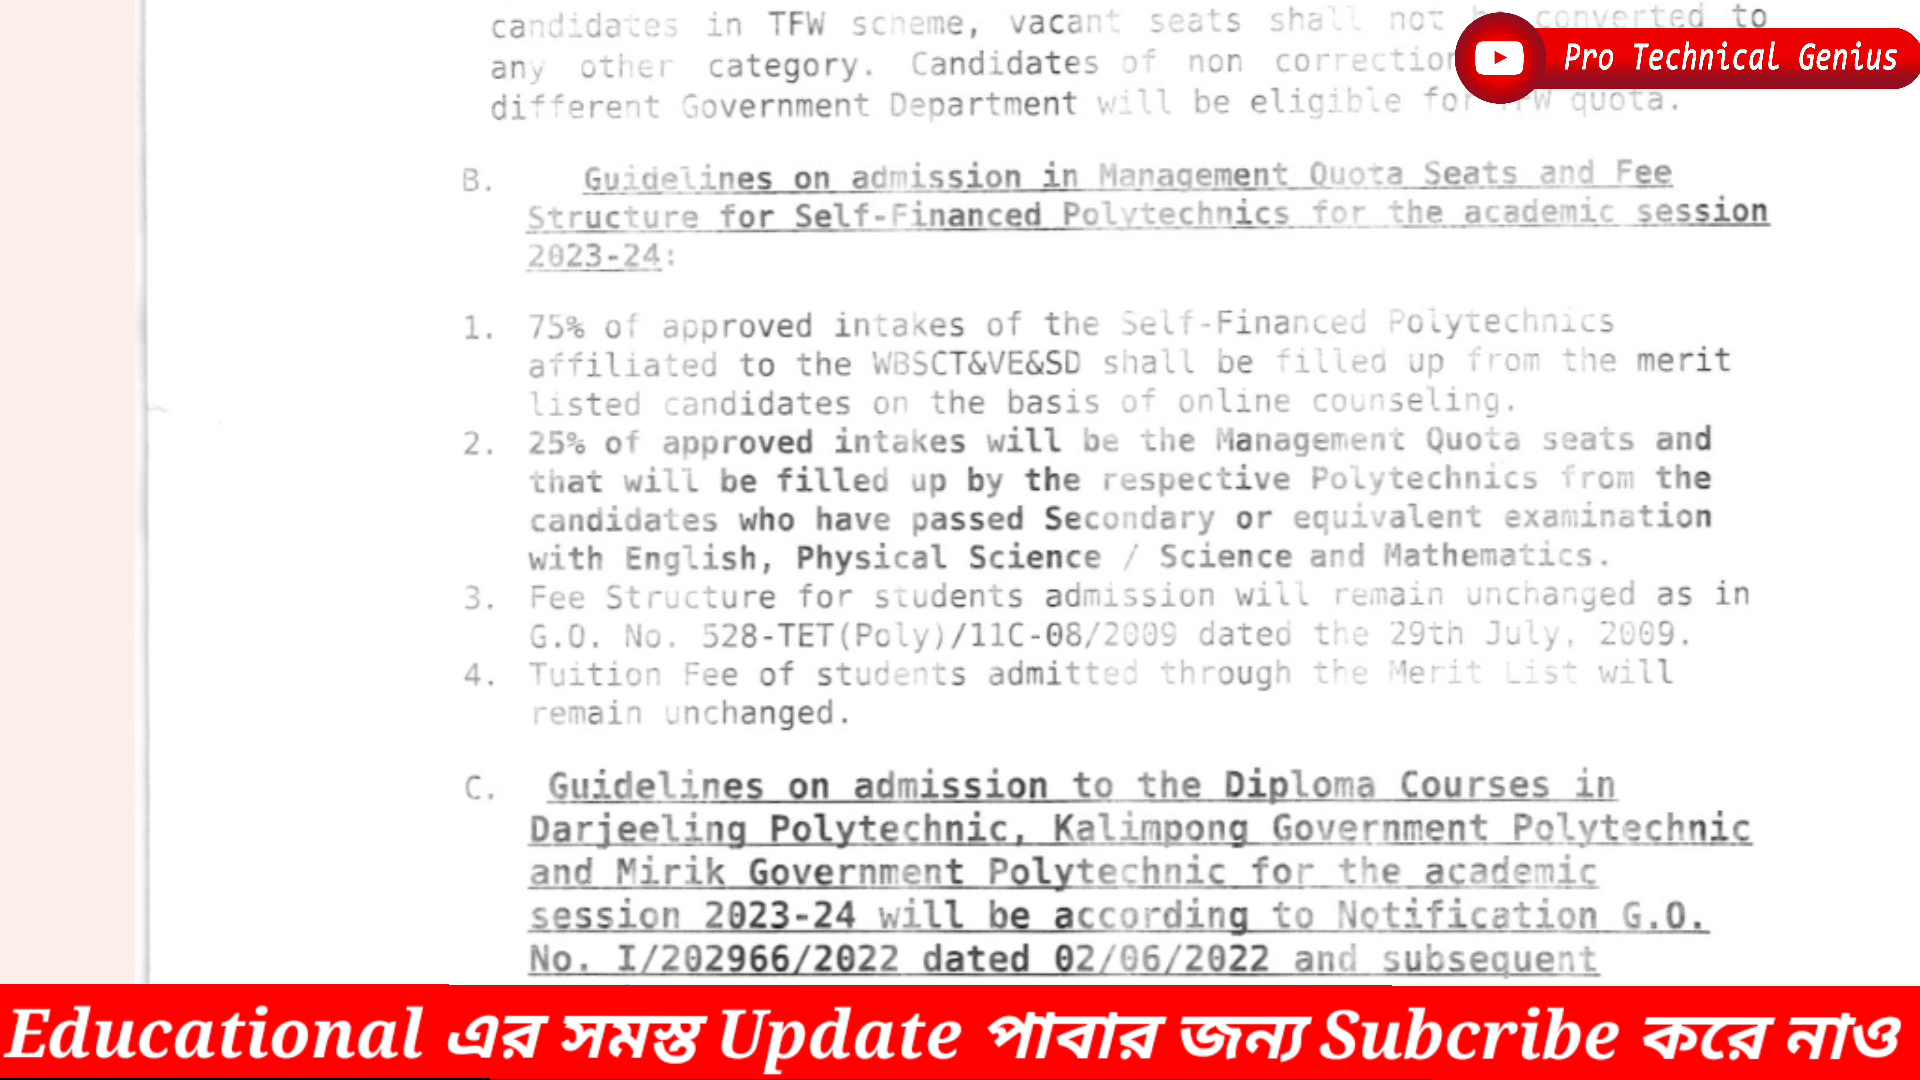 candidates in TFW scheme, vacant seats shall not converted to
any other category. Candidates of non correction
different Government Department will be eligible for TFW quota.
Pro Technical Genius
B. Guidelines on admission in Management Quota Seats and Fee
Structure for Self-Financed Polytechnics for the academic session
2023-24:
1. 75% of approved intakes of the Self-Financed Polytechnics
affiliated to the WBSCT&VE&SD shall be filled up from the merit
listed candidates on the basis of online counseling.
2. 25% of approved intakes will be the Management Quota seats and
that will be filled up by the respective Polytechnics from the
candidates who have passed Secondary or equivalent examination
with English, Physical Science / Science and Mathematics.
3. Fee Structure for students admission will remain unchanged as in
G.O. No. 528-TET(Poly)/11C-08/2009 dated the 29th July, 2009.
4. Tuition Fee of students admitted through the Merit List will
remain unchanged.
C. Guidelines on admission to the Diploma Courses in
Darjeeling Polytechnic, Kalimpong Government Polytechnic
and Mirik Government Polytechnic for the academic
session 2023-24 will be according to Notification G.O.
No. I/202966/2022 dated 02/06/2022 and subsequent
Educational এর সমস্ত Update পাবার জন্য Subcribe করে নাও